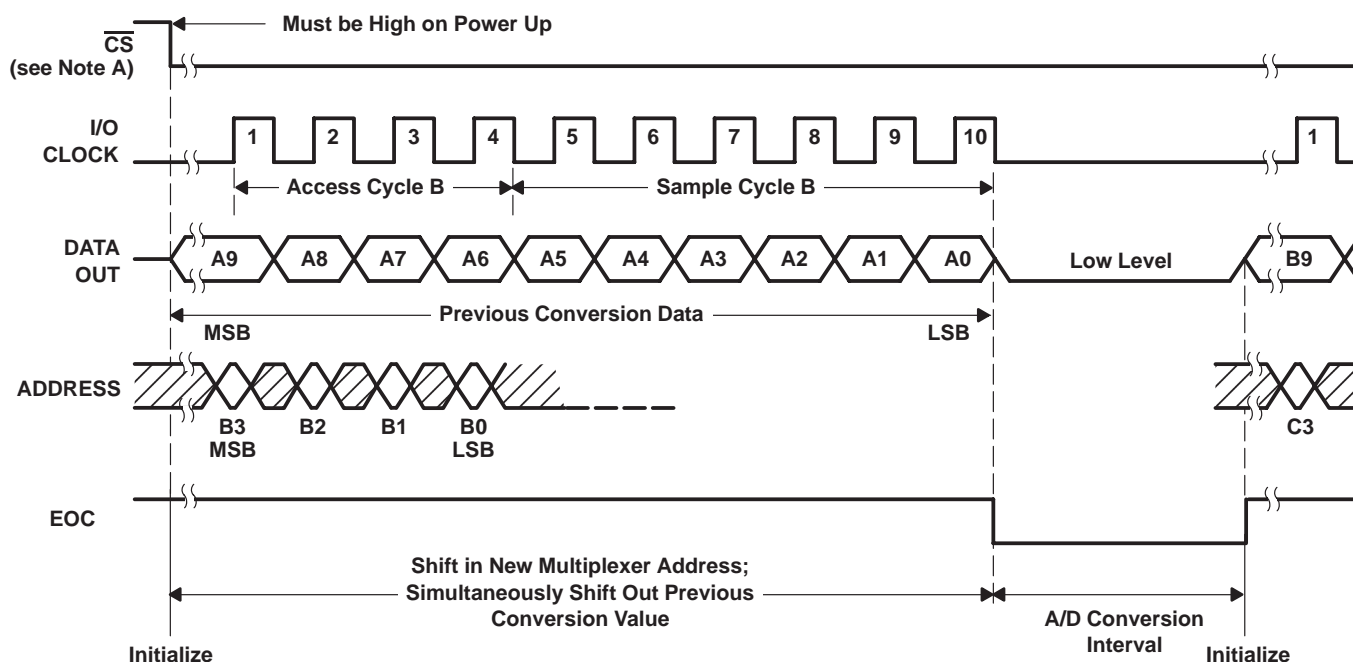 Must be High on Power Up
CS
(see Note A)
I/O
CLOCK
1 2 3 4 5 6 7 8 9 10 1
Access Cycle B Sample Cycle B
DATA
OUT
A9 A8 A7 A6 A5 A4 A3 A2 A1 A0 Low Level B9
Previous Conversion Data
MSB LSB
ADDRESS
B3 B2 B1 B0 C3
MSB LSB
EOC
Shift in New Multiplexer Address;
Simultaneously Shift Out Previous
Conversion Value
A/D Conversion
Interval
Initialize Initialize